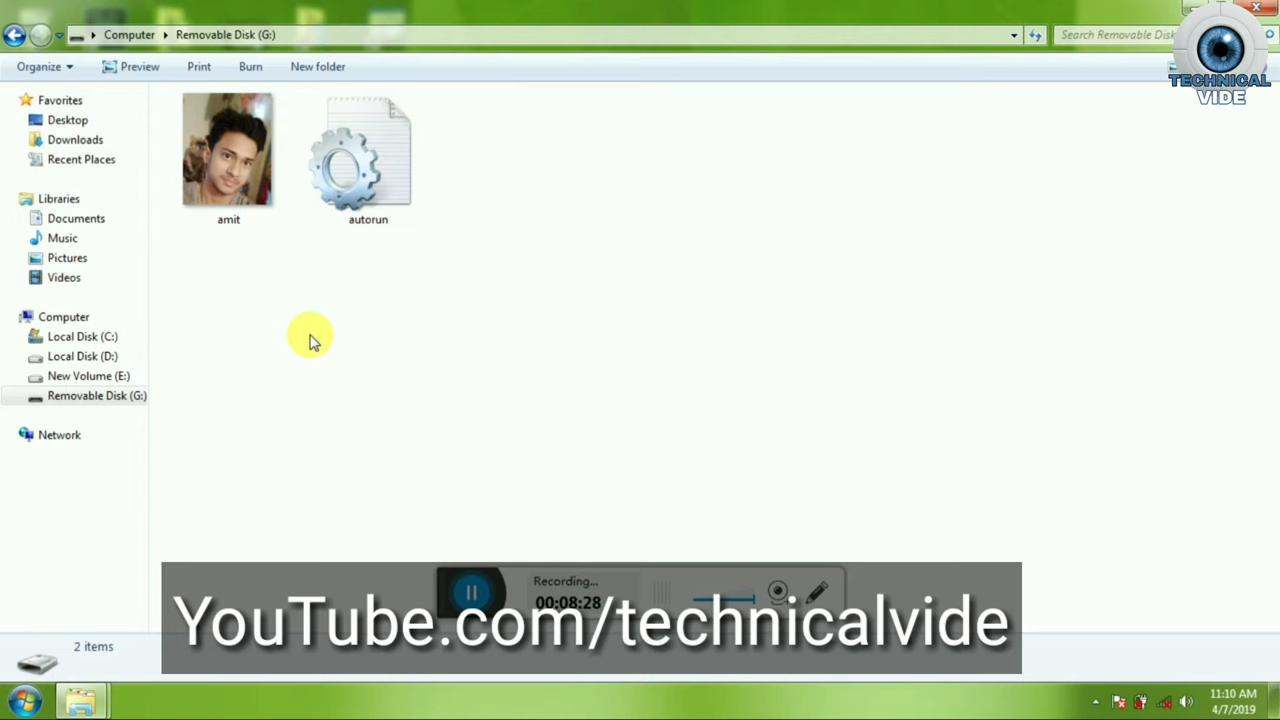 Computer Removable Disk (G:)
Search Removable Disk
TECHNICAL
VIDE
Organize Preview Print Burn New folder
Favorites
Desktop
Downloads
Recent Places
Libraries
Documents
Music
Pictures
Videos
Computer
Local Disk (C:)
Local Disk (D:)
New Volume (E:)
Removable Disk (G:)
Network
amit
autorun
Recording...
00:08:28
YouTube.com/technicalvide
2 items
11:10 AM
4/7/2019